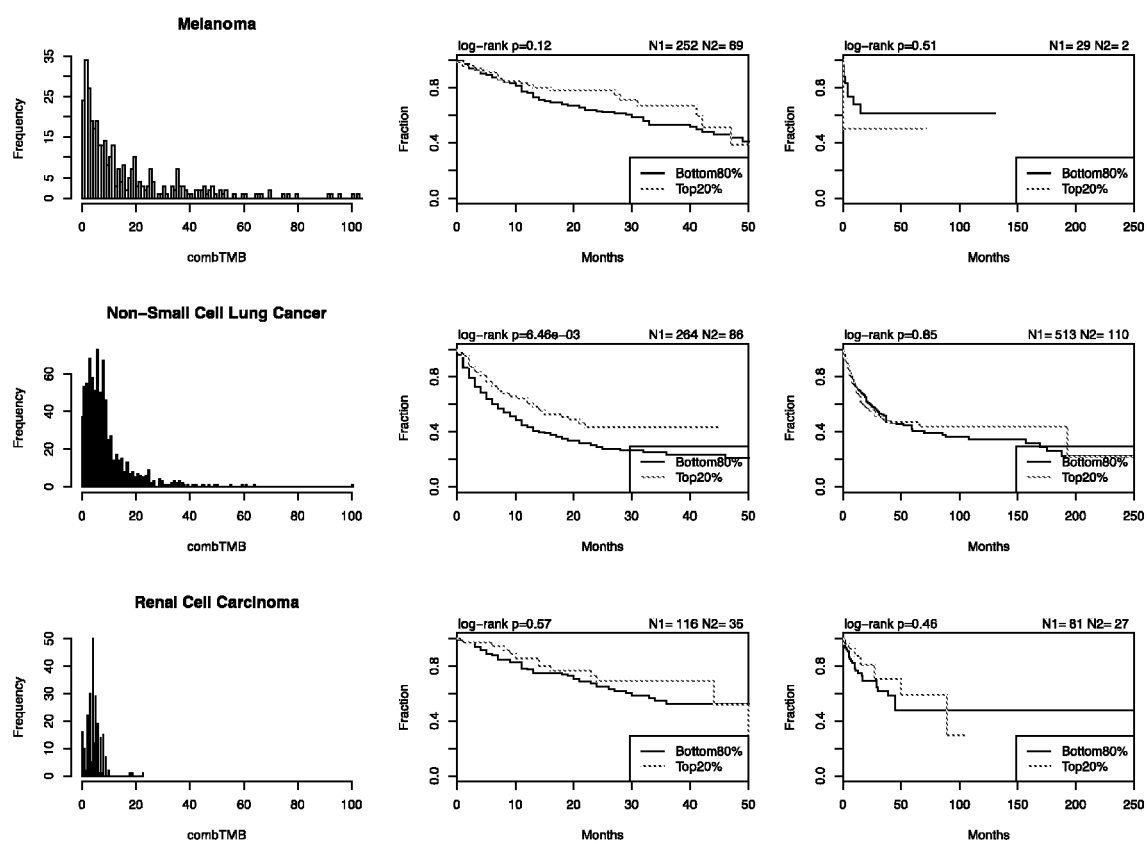 Melanoma
log-rank p=0.12 N1= 252 N2= 69
log-rank p=0.51 N1= 29 N2= 2
Frequency
0 5 15 25 35
0 20 40 60 80 100
combTMB
Fraction
0.0 0.4 0.8
Bottom80%
Top20%
0 10 20 30 40 50
Months
Fraction
0.0 0.4 0.8
Bottom80%
Top20%
0 50 100 150 200 250
Months
Non-Small Cell Lung Cancer
log-rank p=6.46e-03 N1= 264 N2= 86
log-rank p=0.85 N1= 513 N2= 110
Frequency
0 20 40 60
0 20 40 60 80 100
combTMB
Fraction
0.0 0.4 0.8
Bottom80%
Top20%
0 10 20 30 40 50
Months
Fraction
0.0 0.4 0.8
Bottom80%
Top20%
0 50 100 150 200 250
Months
Renal Cell Carcinoma
log-rank p=0.57 N1= 116 N2= 35
log-rank p=0.46 N1= 81 N2= 27
Frequency
0 10 20 30 40 50
0 20 40 60 80 100
combTMB
Fraction
0.0 0.4 0.8
Bottom80%
Top20%
0 10 20 30 40 50
Months
Fraction
0.0 0.4 0.8
Bottom80%
Top20%
0 50 100 150 200 250
Months